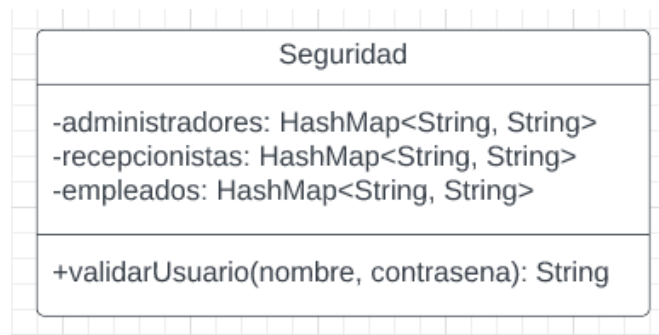 Seguridad
-administradores: HashMap<String, String>
-recepcionistas: HashMap<String, String>
-empleados: HashMap<String, String>
+validarUsuario(nombre, contrasena): String